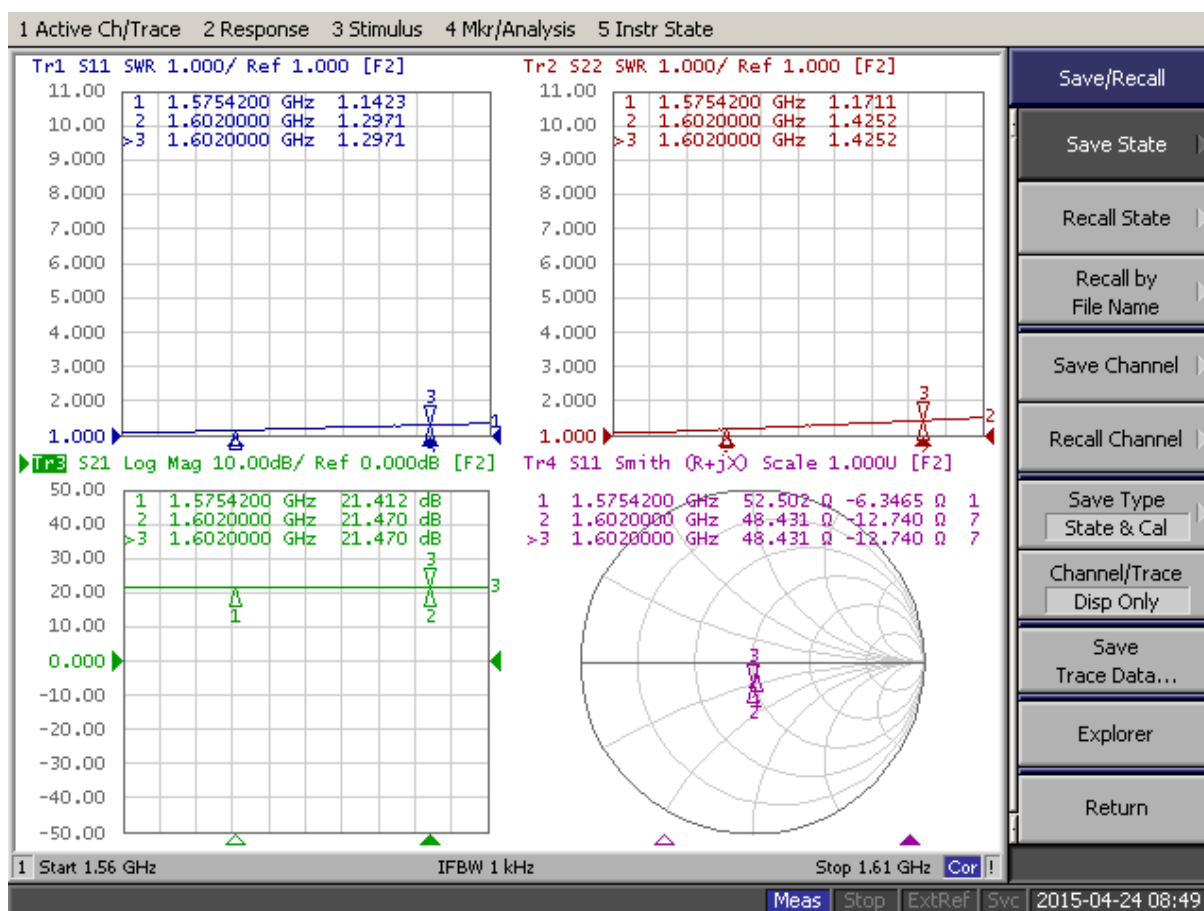 1 Active Ch/Trace 2 Response 3 Stimulus 4 Mkr/Analysis 5 Instr State
Tr1 S11 SWR 1.000/ Ref 1.000 [F2]
11.00
10.00
9.000
8.000
7.000
6.000
5.000
4.000
3.000
2.000
1.000
1 1.5754200 GHz 1.1423
2 1.6020000 GHz 1.2971
>3 1.6020000 GHz 1.2971
3
1
Tr2 S22 SWR 1.000/ Ref 1.000 [F2]
11.00
10.00
9.000
8.000
7.000
6.000
5.000
4.000
3.000
2.000
1.000
1 1.5754200 GHz 1.1711
2 1.6020000 GHz 1.4252
>3 1.6020000 GHz 1.4252
3
2
Tr3 S21 Log Mag 10.00dB/ Ref 0.000dB [F2]
50.00
40.00
30.00
20.00
10.00
0.000
-10.00
-20.00
-30.00
-40.00
-50.00
1 1.5754200 GHz 21.412 dB
2 1.6020000 GHz 21.470 dB
>3 1.6020000 GHz 21.470 dB
3
3
1
2
Tr4 S11 Smith (R+jX) Scale 1.000U [F2]
1 1.5754200 GHz 52.502 Ω -6.3465 Ω 1
2 1.6020000 GHz 48.431 Ω -12.740 Ω 7
>3 1.6020000 GHz 48.431 Ω -12.740 Ω 7
3
2
1 Start 1.56 GHz IFBW 1 kHz Stop 1.61 GHz Cor !
Save/Recall
Save State
Recall State
Recall by
File Name
Save Channel
Recall Channel
Save Type
State & Cal
Channel/Trace
Disp Only
Save
Trace Data...
Explorer
Return
Meas Stop ExtRef Svc 2015-04-24 08:49